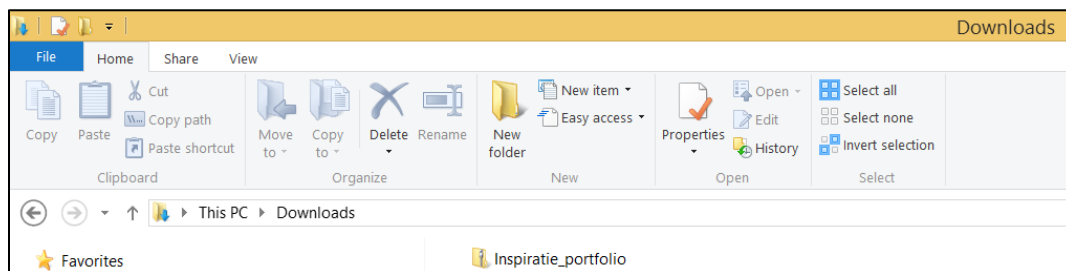 Downloads
File Home Share View
Copy
Paste
Cut
W... Copy path
Paste shortcut
Clipboard
Move to
Copy to
Delete
Rename
Organize
New folder
New item
Easy access
New
Properties
Open
Edit
History
Open
Select all
Select none
Invert selection
Select
This PC Downloads
Favorites
Inspiratie_portfolio